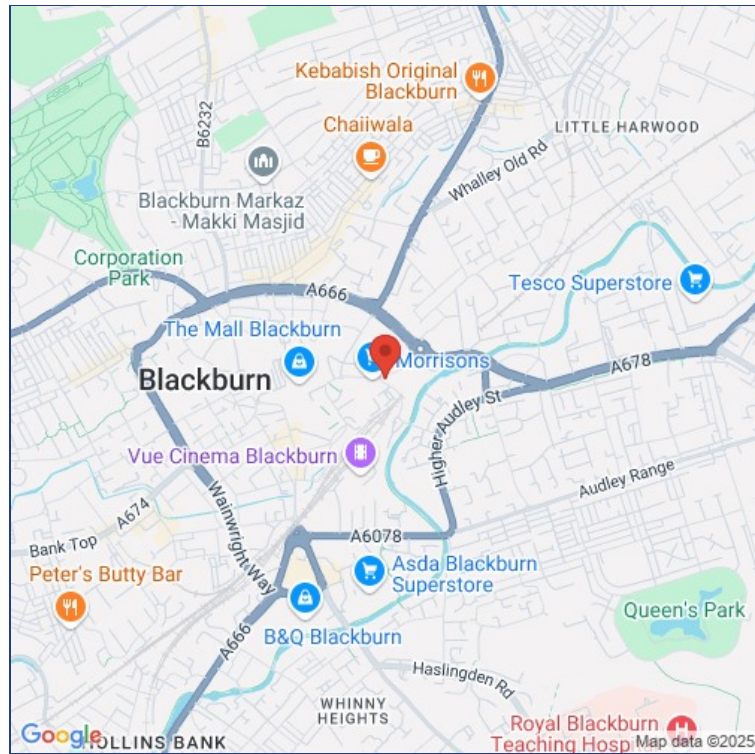 Kebabish Original
Blackburn
B6232
Chaiiwala
LITTLE HARWOOD
Whalley Old Rd
Blackburn Markaz
- Makki Masjid
Corporation
Park
Tesco Superstore
A666
The Mall Blackburn
Morrisons
A678
Blackburn
Higher Audley St
Vue Cinema Blackburn
Audley Range
A674
Wainwright Way
Bank Top
A6078
Asda Blackburn
Superstore
Peter's Butty Bar
Queen's Park
B&Q Blackburn
A666
Haslingden Rd
WHINNY
HEIGHTS
Royal Blackburn
Teaching Hospi
Google
HOLLINS BANK
Map data ©2025